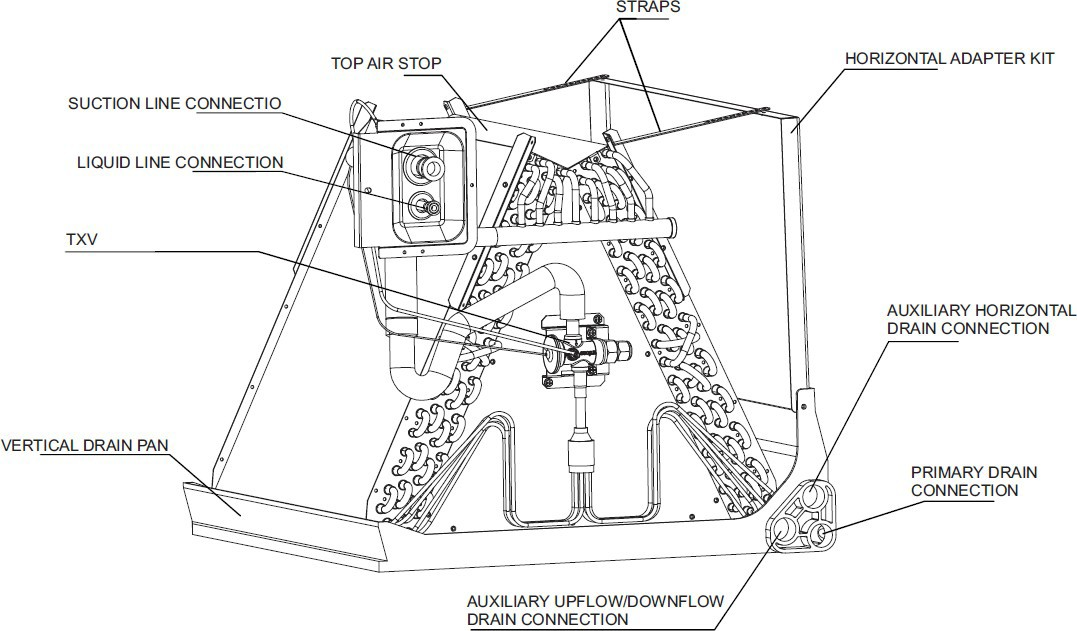 STRAPS
TOP AIR STOP
HORIZONTAL ADAPTER KIT
SUCTION LINE CONNECTIO
LIQUID LINE CONNECTION
TXV
AUXILIARY HORIZONTAL
DRAIN CONNECTION
VERTICAL DRAIN PAN
PRIMARY DRAIN
CONNECTION
AUXILIARY UPFLOW/DOWNFLOW
DRAIN CONNECTION